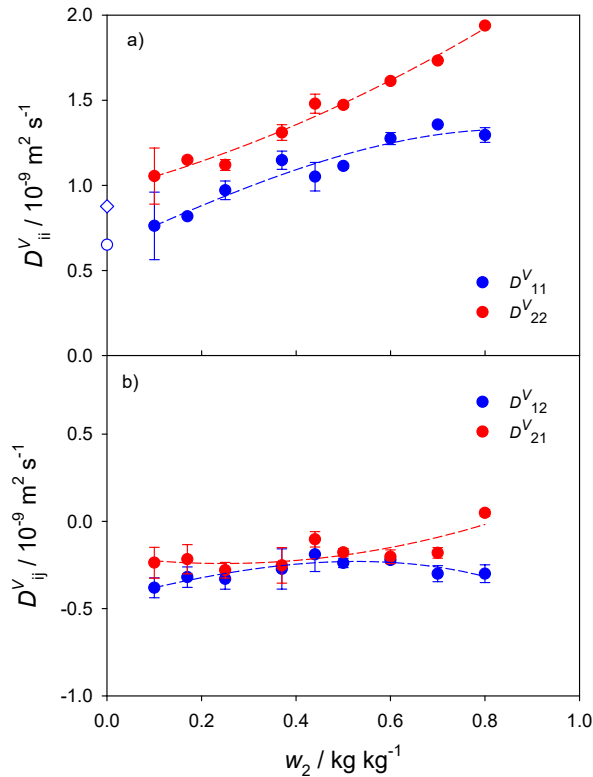 a)
2.0
1.5
1.0
0.5
0.0
D^V_ii / 10^-9 m^2 s^-1
D^V_11
D^V_22
b)
0.5
-0.0
-0.5
-1.0
D^V_ij / 10^-9 m^2 s^-1
D^V_12
D^V_21
0.0 0.2 0.4 0.6 0.8 1.0
w_2 / kg kg^-1